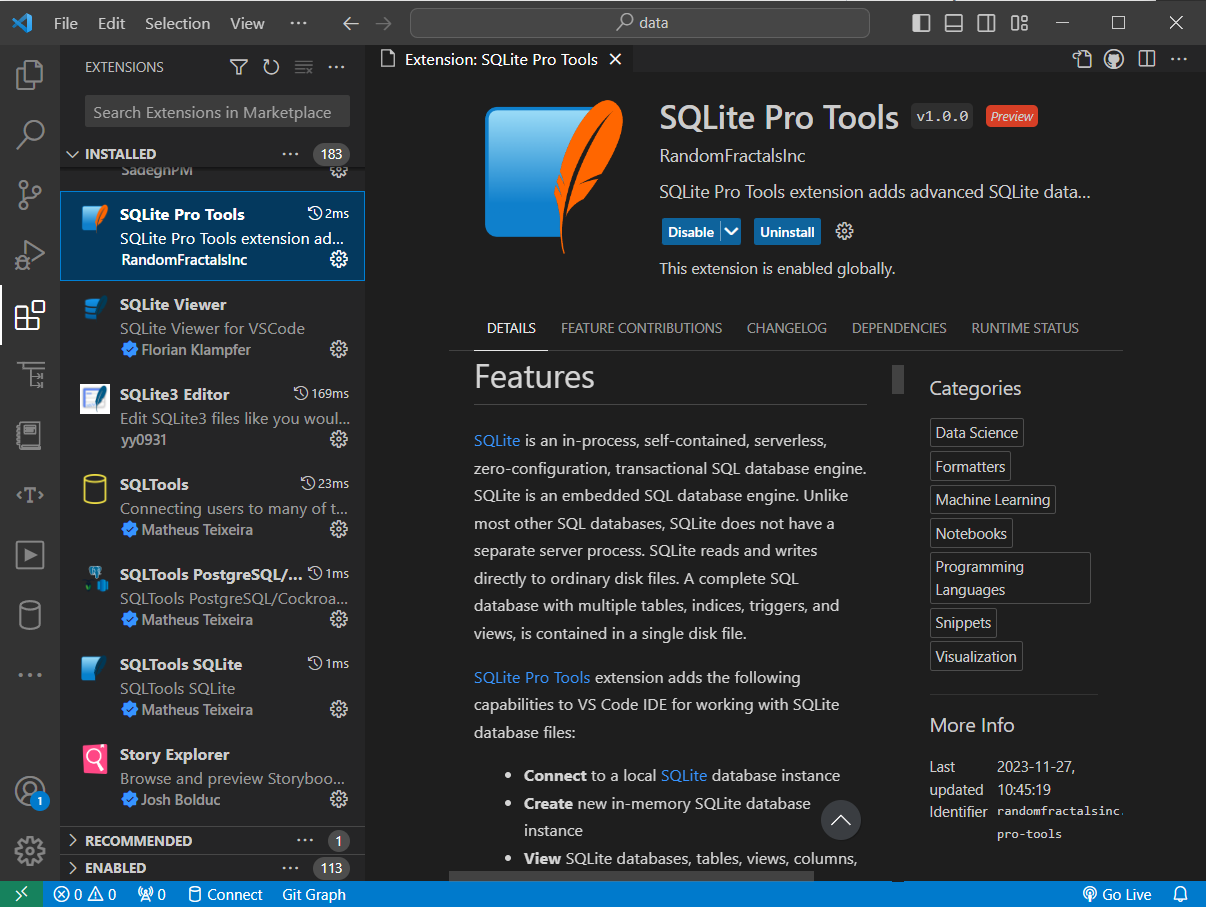 File Edit Selection View ··· data
EXTENSIONS
Search Extensions in Marketplace
INSTALLED 183
SadeghPM
SQLite Pro Tools 2ms
SQLite Pro Tools extension ad...
RandomFractalsInc
SQLite Viewer
SQLite Viewer for VSCode
Florian Klampfer
SQLite3 Editor 169ms
Edit SQLite3 files like you woul...
yy0931
SQLTools 23ms
Connecting users to many of t...
Matheus Teixeira
SQLTools PostgreSQL/... 1ms
SQLTools PostgreSQL/Cockroa...
Matheus Teixeira
SQLTools SQLite 1ms
SQLTools SQLite
Matheus Teixeira
Story Explorer
Browse and preview Storyboo...
Josh Bolduc
RECOMMENDED 1
ENABLED 113
1
Extension: SQLite Pro Tools
SQLite Pro Tools v1.0.0 Preview
RandomFractalsInc
SQLite Pro Tools extension adds advanced SQLite data...
Disable Uninstall
This extension is enabled globally.
DETAILS FEATURE CONTRIBUTIONS CHANGELOG DEPENDENCIES RUNTIME STATUS
Features
SQLite is an in-process, self-contained, serverless,
zero-configuration, transactional SQL database engine.
SQLite is an embedded SQL database engine. Unlike
most other SQL databases, SQLite does not have a
separate server process. SQLite reads and writes
directly to ordinary disk files. A complete SQL
database with multiple tables, indices, triggers, and
views, is contained in a single disk file.
SQLite Pro Tools extension adds the following
capabilities to VS Code IDE for working with SQLite
database files:
• Connect to a local SQLite database instance
• Create new in-memory SQLite database
instance
• View SQLite databases, tables, views, columns,
Categories
Data Science
Formatters
Machine Learning
Notebooks
Programming
Languages
Snippets
Visualization
More Info
Last 2023-11-27,
updated 10:45:19
Identifier randomfractalsinc.
pro-tools
0 0 0 Connect Git Graph Go Live